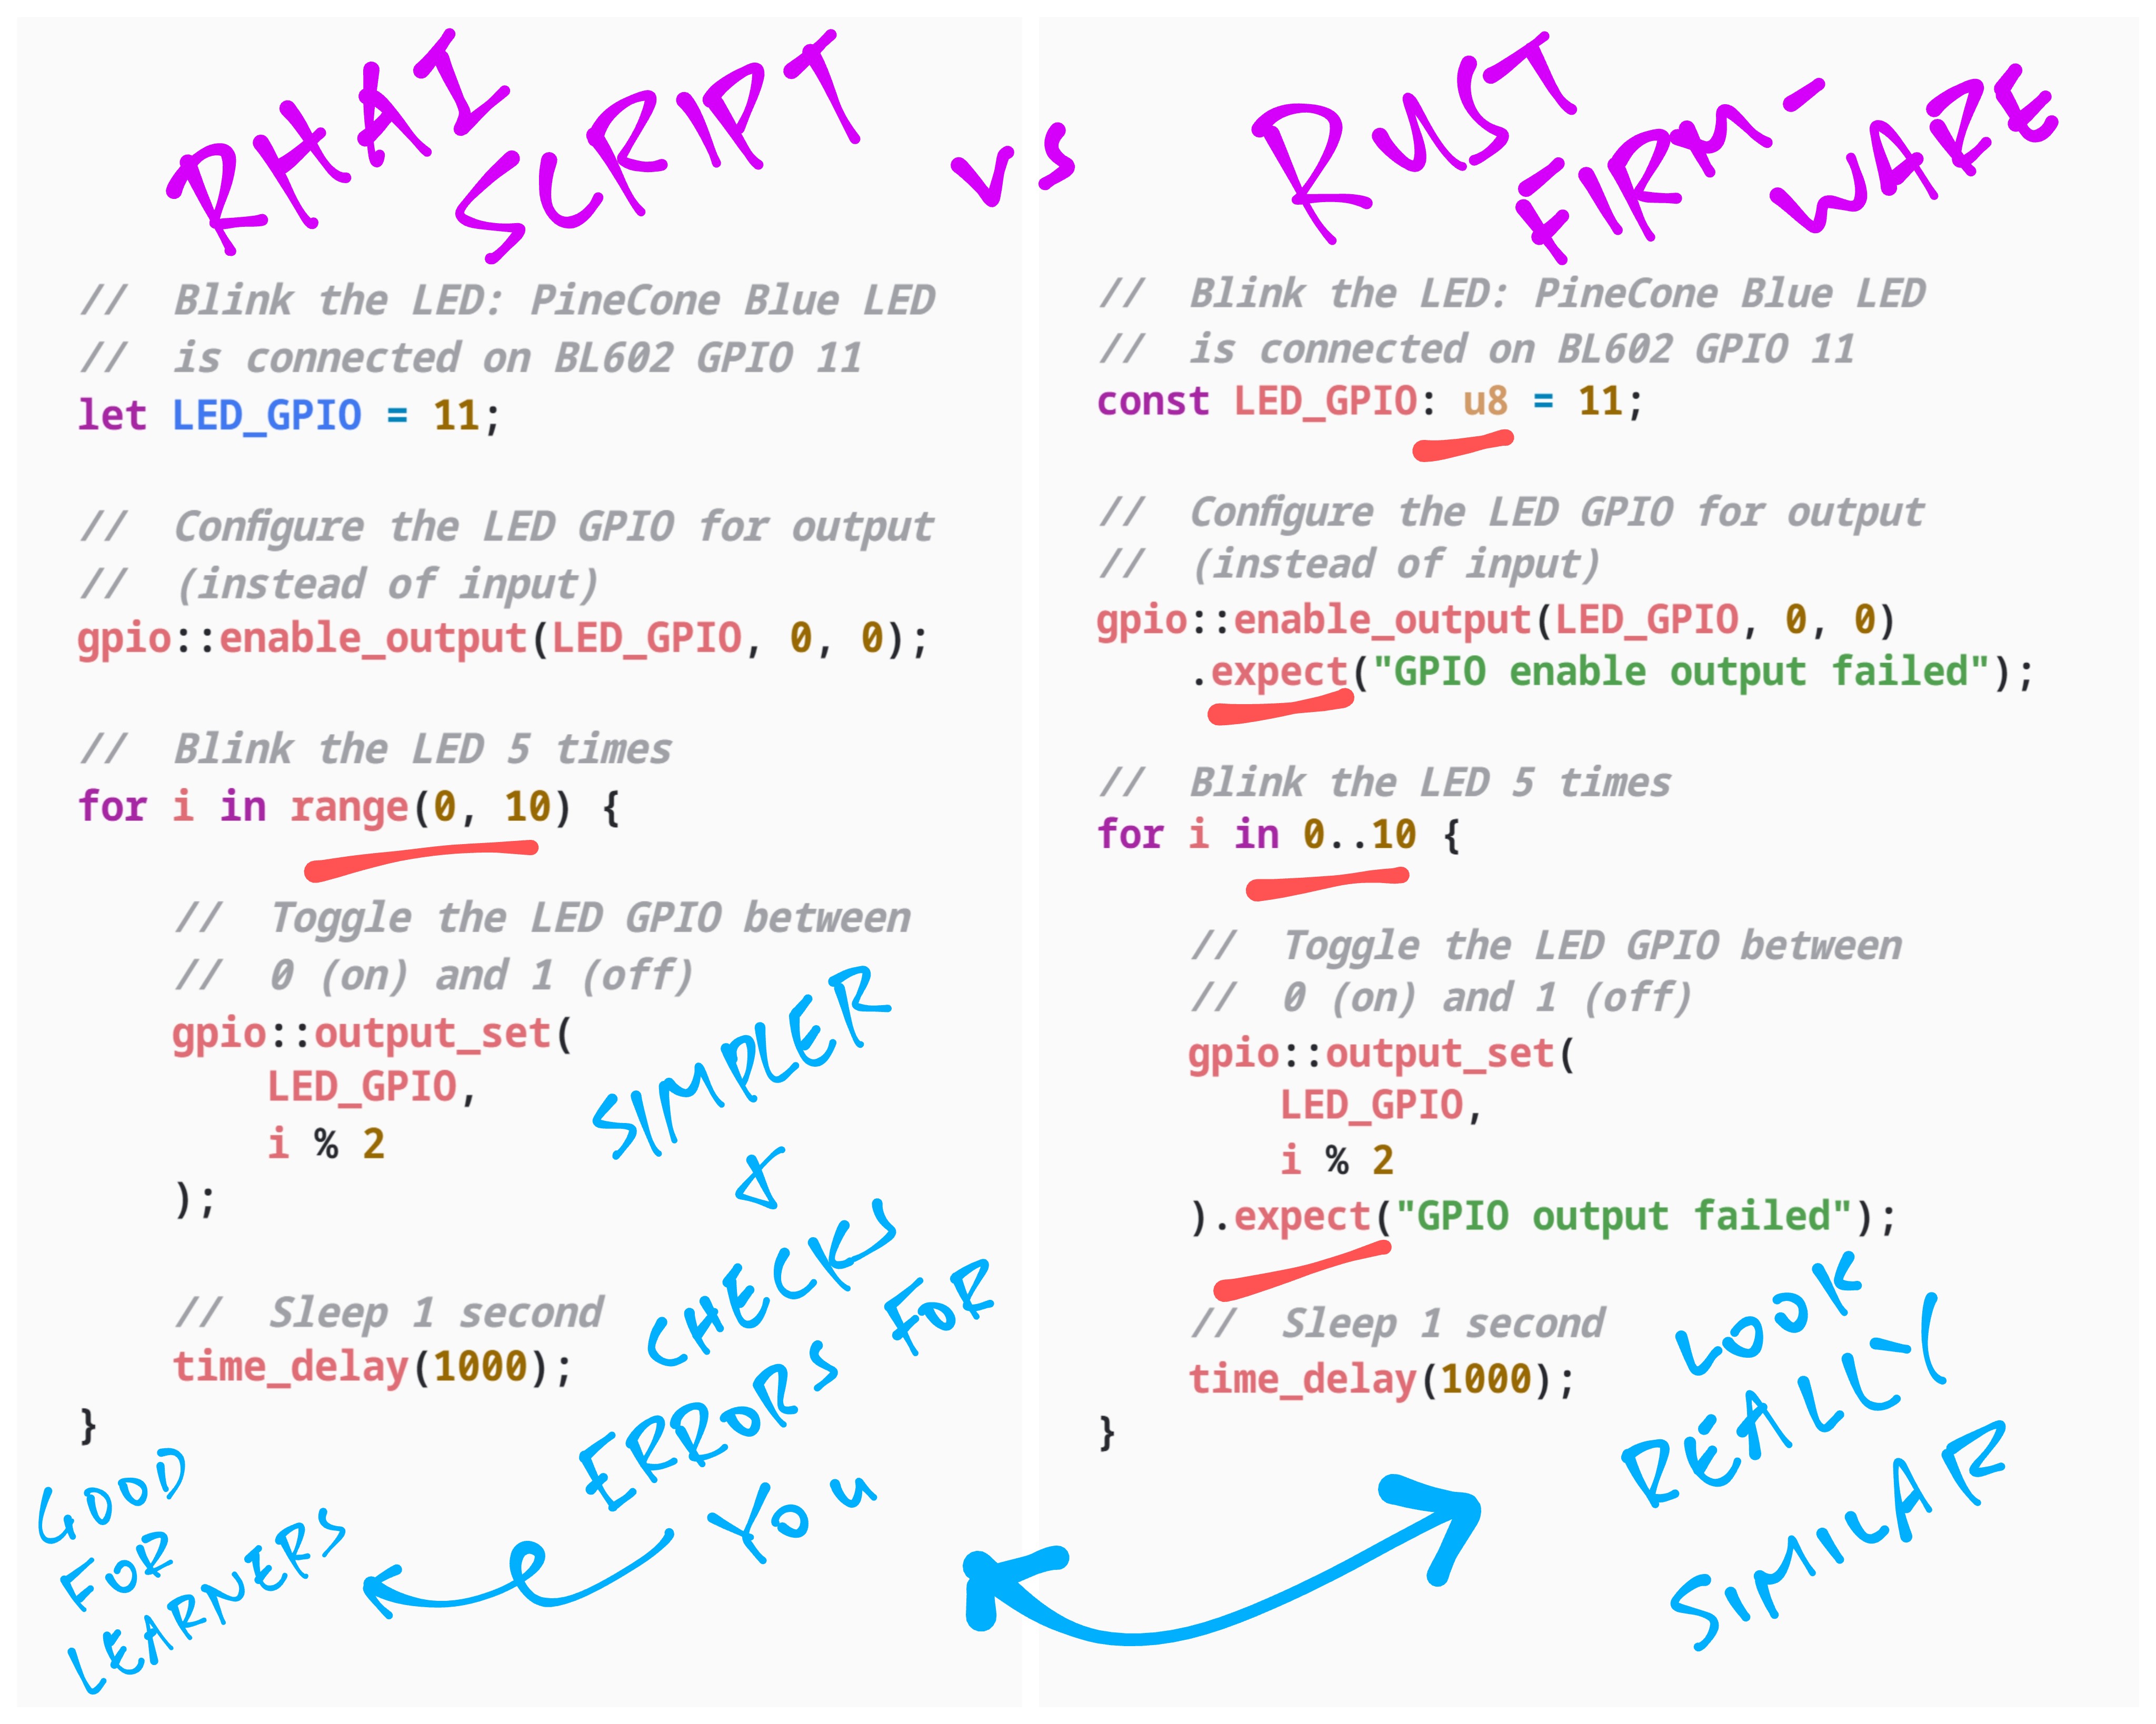 RHAI
SCRIPT
vs
RUST
FIRM-
WARE
//  Blink the LED: PineCone Blue LED
//  is connected on BL602 GPIO 11
let LED_GPIO = 11;
//  Configure the LED GPIO for output
//  (instead of input)
gpio::enable_output(LED_GPIO, 0, 0);
//  Blink the LED 5 times
for i in range(0, 10) {
//  Toggle the LED GPIO between
//  0 (on) and 1 (off)
gpio::output_set(
LED_GPIO,
i % 2
);
//  Sleep 1 second
time_delay(1000);
}
SIMPLER
&
CHECKS
ERRORS FOR
YOU
GOOD
FOR
LEARNERS
//  Blink the LED: PineCone Blue LED
//  is connected on BL602 GPIO 11
const LED_GPIO: u8 = 11;
//  Configure the LED GPIO for output
//  (instead of input)
gpio::enable_output(LED_GPIO, 0, 0)
.expect("GPIO enable output failed");
//  Blink the LED 5 times
for i in 0..10 {
//  Toggle the LED GPIO between
//  0 (on) and 1 (off)
gpio::output_set(
LED_GPIO,
i % 2
).expect("GPIO output failed");
//  Sleep 1 second
time_delay(1000);
}
LOOK
REALLY
SIMILAR